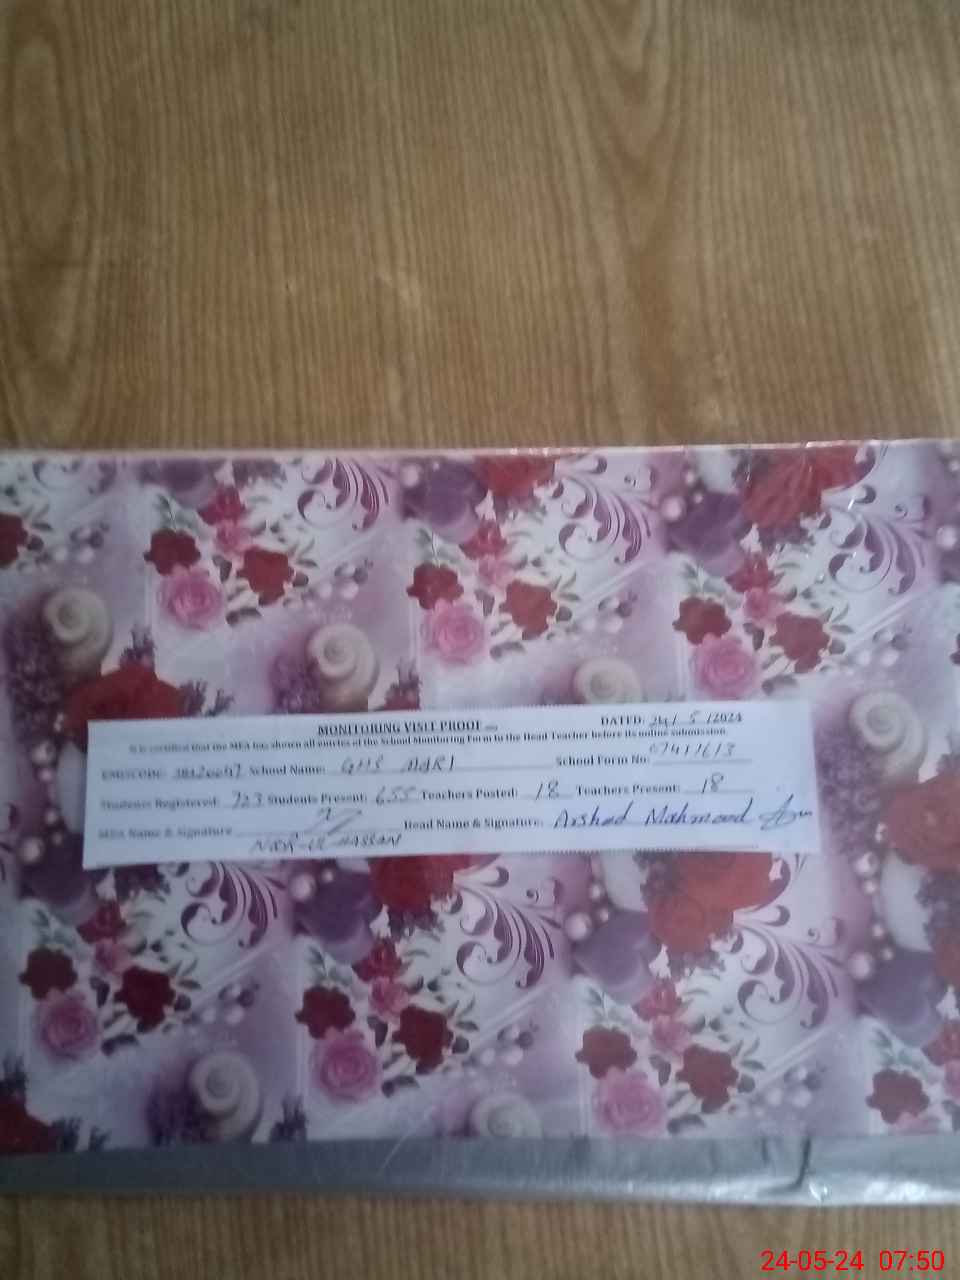 MONITORING VISIT PROOF
DATED: 24/ 5 /2024
It is certified that the MEA has shown all entries of the School Monitoring Form to the Head Teacher before its online submission.
EMISCODE: School Name: GHS MARI School Form No:
Students Registered: 723 Students Present: 655 Teachers Posted: 18 Teachers Present: 18
MEA Name & Signature Head Name & Signature: Arshad Mahmood
NOOR-UL-HASSAN
24-05-24 07:50